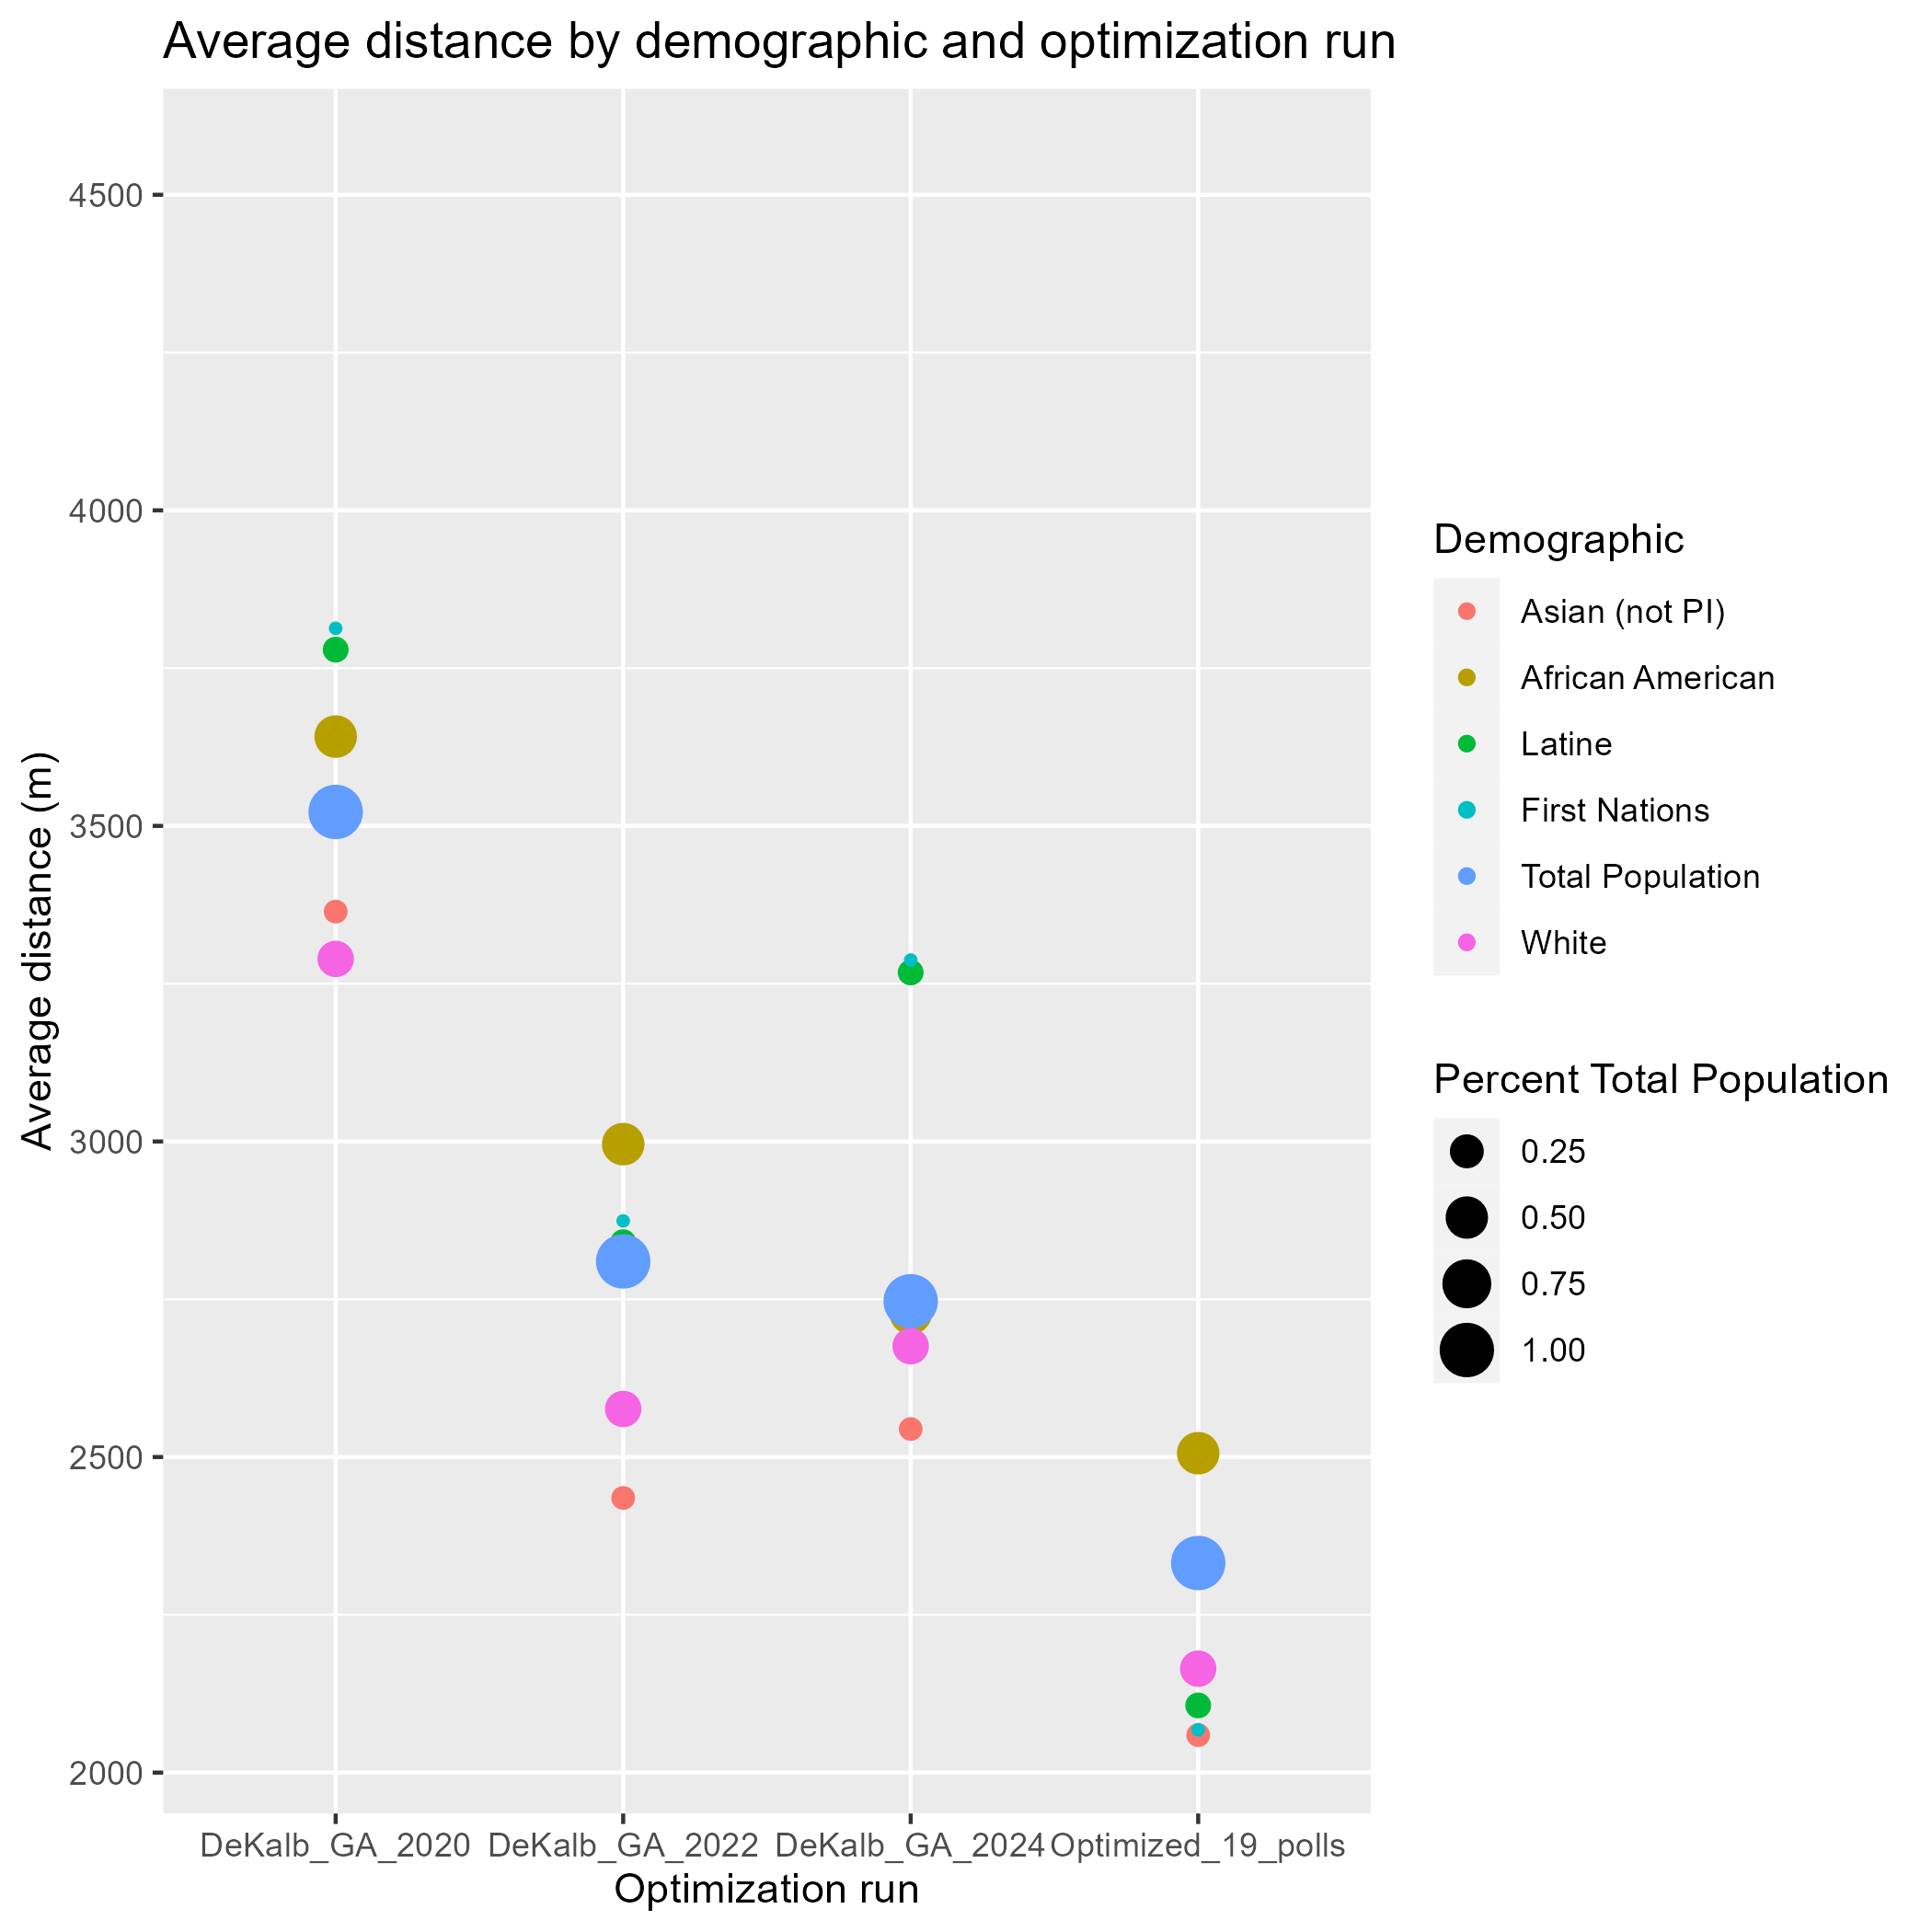 Average distance by demographic and optimization run
4500
4000
3500
3000
2500
2000
Average distance (m)
DeKalb_GA_2020
DeKalb_GA_2022
DeKalb_GA_2024
Optimized_19_polls
Optimization run
Demographic
Asian (not PI)
African American
Latine
First Nations
Total Population
White
Percent Total Population
0.25
0.50
0.75
1.00